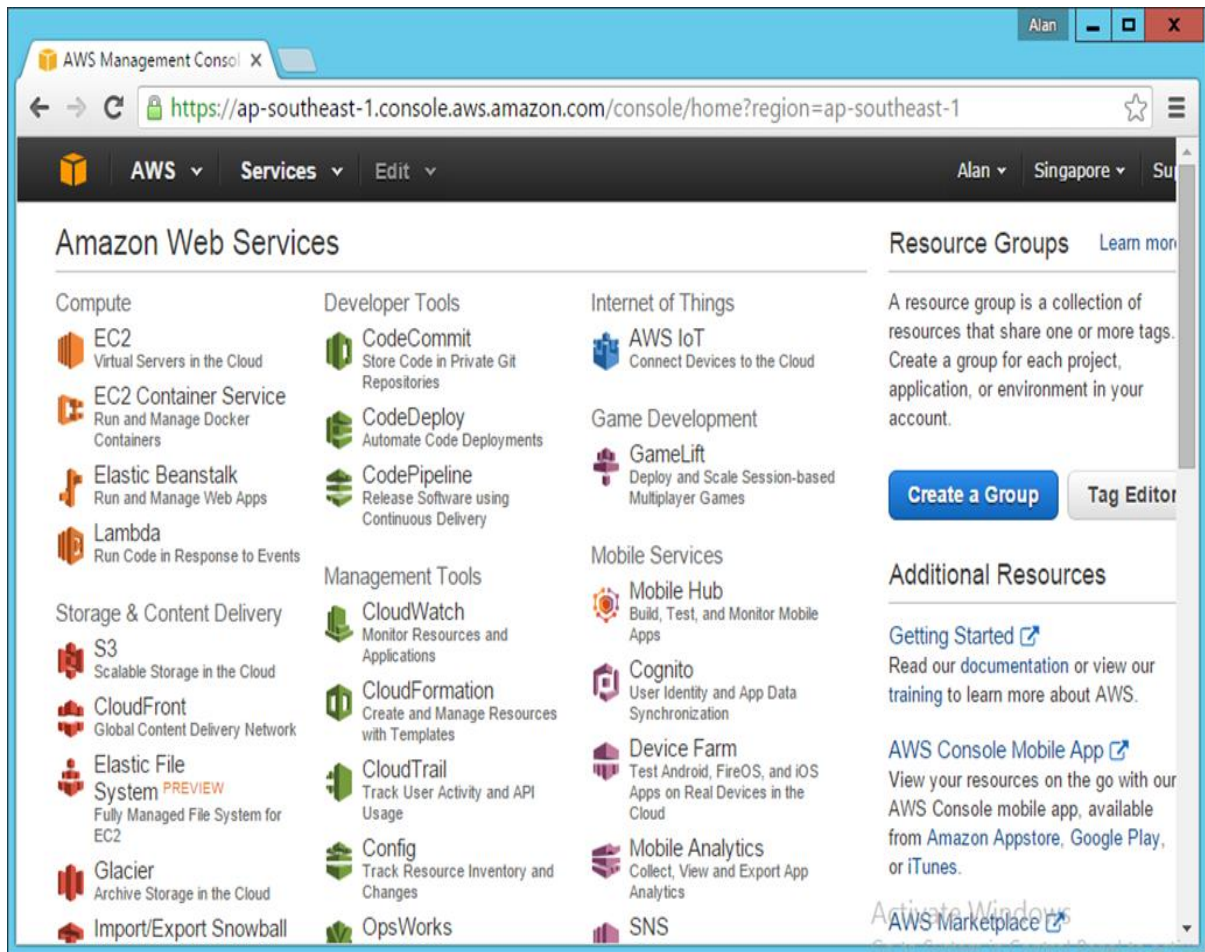 Alan
AWS Management Consol
https://ap-southeast-1.console.aws.amazon.com/console/home?region=ap-southeast-1
AWS Services Edit Alan Singapore Sup
Amazon Web Services
Compute
EC2
Virtual Servers in the Cloud
EC2 Container Service
Run and Manage Docker
Containers
Elastic Beanstalk
Run and Manage Web Apps
Lambda
Run Code in Response to Events
Storage & Content Delivery
S3
Scalable Storage in the Cloud
CloudFront
Global Content Delivery Network
Elastic File
System PREVIEW
Fully Managed File System for
EC2
Glacier
Archive Storage in the Cloud
Import/Export Snowball
Developer Tools
CodeCommit
Store Code in Private Git
Repositories
CodeDeploy
Automate Code Deployments
CodePipeline
Release Software using
Continuous Delivery
Management Tools
CloudWatch
Monitor Resources and
Applications
CloudFormation
Create and Manage Resources
with Templates
CloudTrail
Track User Activity and API
Usage
Config
Track Resource Inventory and
Changes
OpsWorks
Internet of Things
AWS IoT
Connect Devices to the Cloud
Game Development
GameLift
Deploy and Scale Session-based
Multiplayer Games
Mobile Services
Mobile Hub
Build, Test, and Monitor Mobile
Apps
Cognito
User Identity and App Data
Synchronization
Device Farm
Test Android, FireOS, and iOS
Apps on Real Devices in the
Cloud
Mobile Analytics
Collect, View and Export App
Analytics
SNS
Resource Groups Learn more
A resource group is a collection of
resources that share one or more tags.
Create a group for each project,
application, or environment in your
account.
Create a Group Tag Editor
Additional Resources
Getting Started
Read our documentation or view our
training to learn more about AWS.
AWS Console Mobile App
View your resources on the go with our
AWS Console mobile app, available
from Amazon Appstore, Google Play,
or iTunes.
Activate Windows
AWS Marketplace